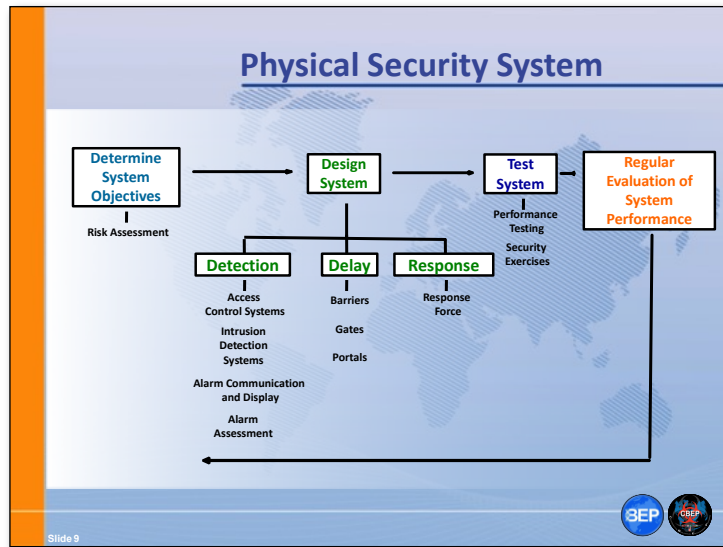 Physical Security System
Determine
System
Objectives
Risk Assessment
Design
System
Test
System
Performance
Testing
Security
Exercises
Regular
Evaluation of
System
Performance
Detection
Access
Control Systems
Intrusion
Detection
Systems
Alarm Communication
and Display
Alarm
Assessment
Delay
Barriers
Gates
Portals
Response
Response
Force
Slide 9
BEP
CBEP